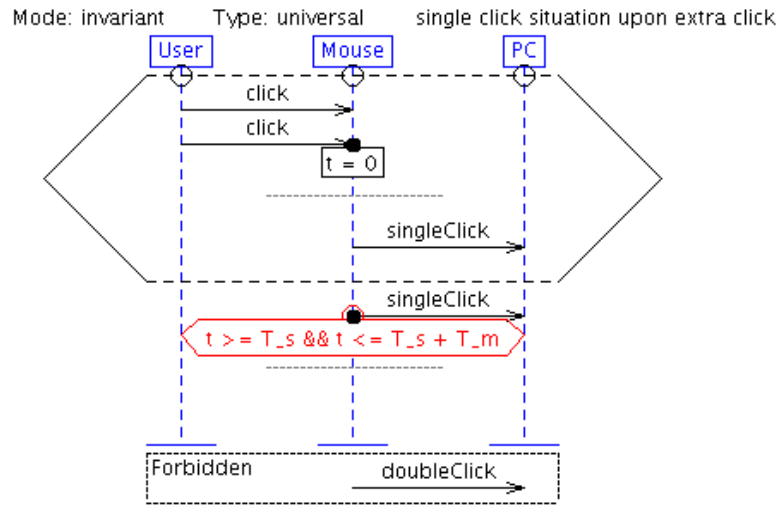 Mode: invariant Type: universal single click situation upon extra click
User Mouse PC
click
click
t = 0
singleClick
singleClick
t >= T_s && t <= T_s + T_m
Forbidden
doubleClick